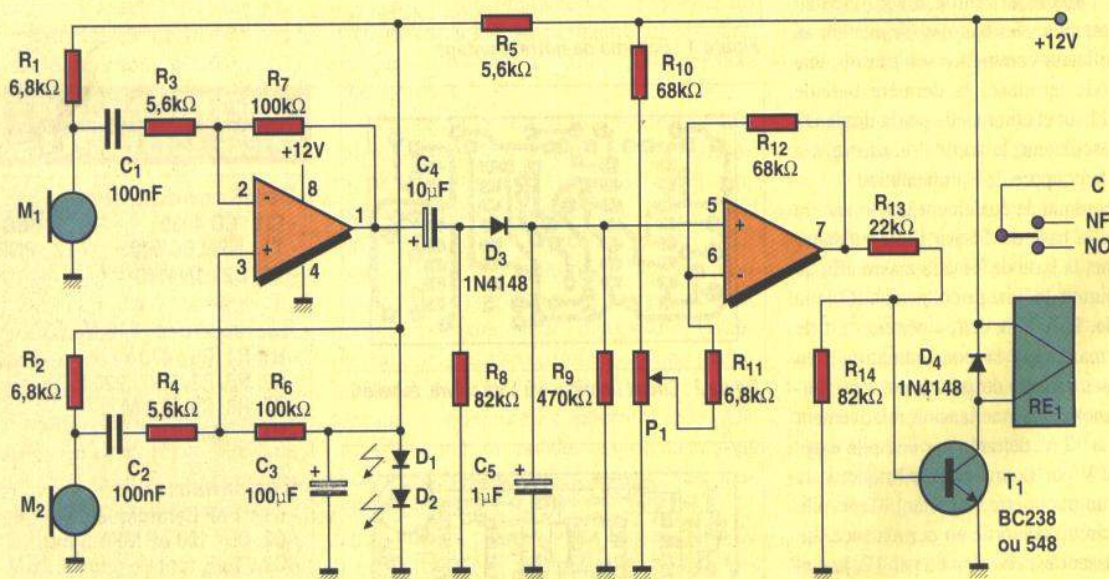 R1
6,8kΩ
R3
5,6kΩ
R7
100kΩ
R5
5,6kΩ
R10
68kΩ
+12V
R12
68kΩ
C
NF
NO
C1
100nF
+12V
2
-
8
1
3
+
4
C4
10µF
+
D3
1N4148
5
+
6
-
7
R13
22kΩ
M1
R2
6,8kΩ
R4
5,6kΩ
R6
100kΩ
R8
82kΩ
R9
470kΩ
P1
R11
6,8kΩ
R14
82kΩ
D4
1N4148
RE1
C2
100nF
C3
100µF
+
D1
D2
C5
1µF
+
M2
T1
BC238
ou 548